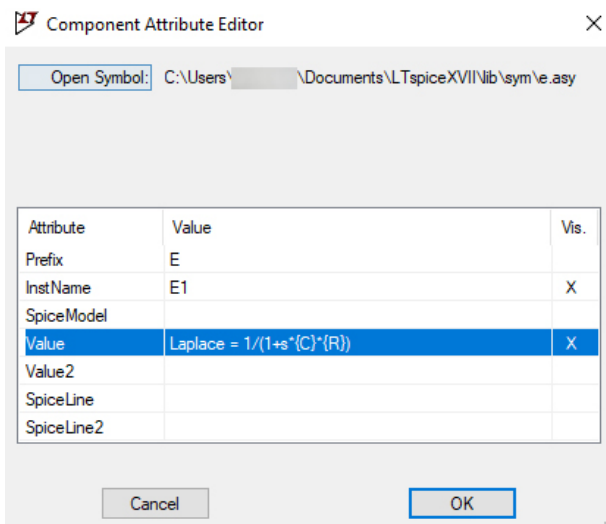 Component Attribute Editor
Open Symbol: C:\Users\ \Documents\LTspiceXVII\lib\sym\e.asy
Attribute Value Vis.
Prefix E
InstName E1 X
SpiceModel
Value Laplace = 1/(1+s*{C}*{R}) X
Value2
SpiceLine
SpiceLine2
Cancel OK